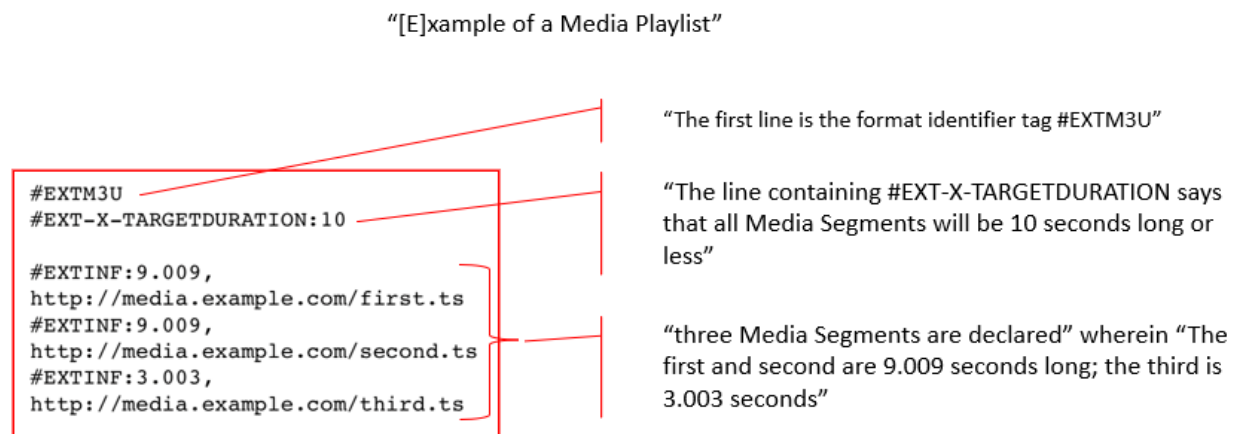 “[E]xample of a Media Playlist”
#EXTM3U
#EXT-X-TARGETDURATION:10
#EXTINF:9.009,
http://media.example.com/first.ts
#EXTINF:9.009,
http://media.example.com/second.ts
#EXTINF:3.003,
http://media.example.com/third.ts
“The first line is the format identifier tag #EXTM3U”
“The line containing #EXT-X-TARGETDURATION says
that all Media Segments will be 10 seconds long or
less”
“three Media Segments are declared” wherein “The
first and second are 9.009 seconds long; the third is
3.003 seconds”